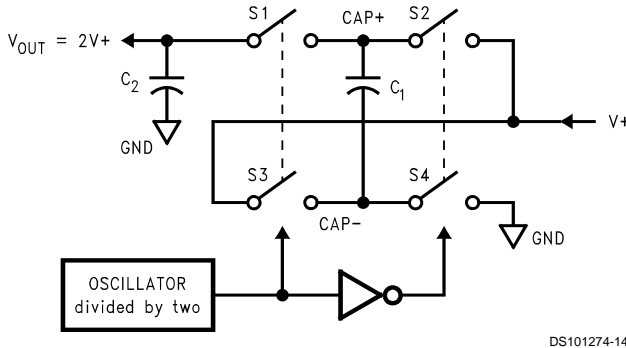 S1
CAP+
S2
VOUT = 2V+
C2
C1
GND
V+
S3
S4
CAP−
GND
OSCILLATOR
divided by two
DS101274-14